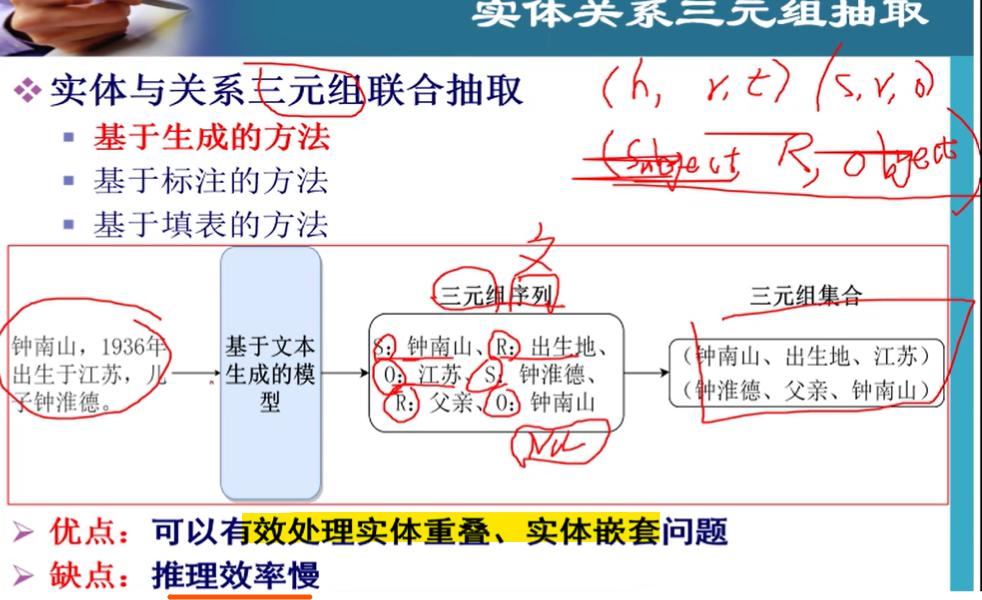 实体关系三元组抽取
实体与关系三元组联合抽取
(h, r, t) (s, r, o)
基于生成的方法
(Subject, R, Object)
基于标注的方法
基于填表的方法
文
三元组序列
三元组集合
钟南山，1936年
出生于江苏，儿
子钟淮德。
基于文本
生成的模
型
S：钟南山、R：出生地、
O：江苏、S：钟淮德、
R：父亲、O：钟南山
（钟南山、出生地、江苏）
（钟淮德、父亲、钟南山）
优点：可以有效处理实体重叠、实体嵌套问题
缺点：推理效率慢